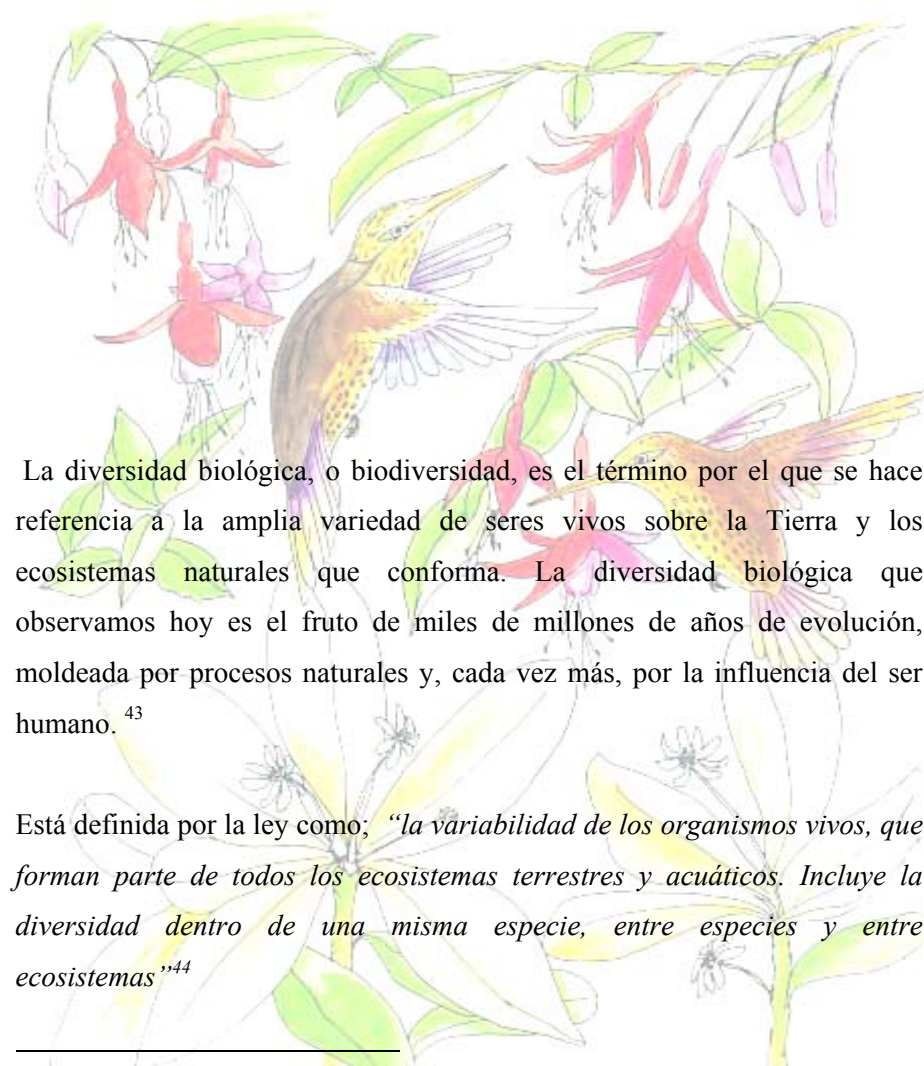 La diversidad biológica, o biodiversidad, es el término por el que se hace
referencia a la amplia variedad de seres vivos sobre la Tierra y los
ecosistemas naturales que conforma. La diversidad biológica que
observamos hoy es el fruto de miles de millones de años de evolución,
moldeada por procesos naturales y, cada vez más, por la influencia del ser
humano. 43
Está definida por la ley como; “la variabilidad de los organismos vivos, que
forman parte de todos los ecosistemas terrestres y acuáticos. Incluye la
diversidad dentro de una misma especie, entre especies y entre
ecosistemas”44